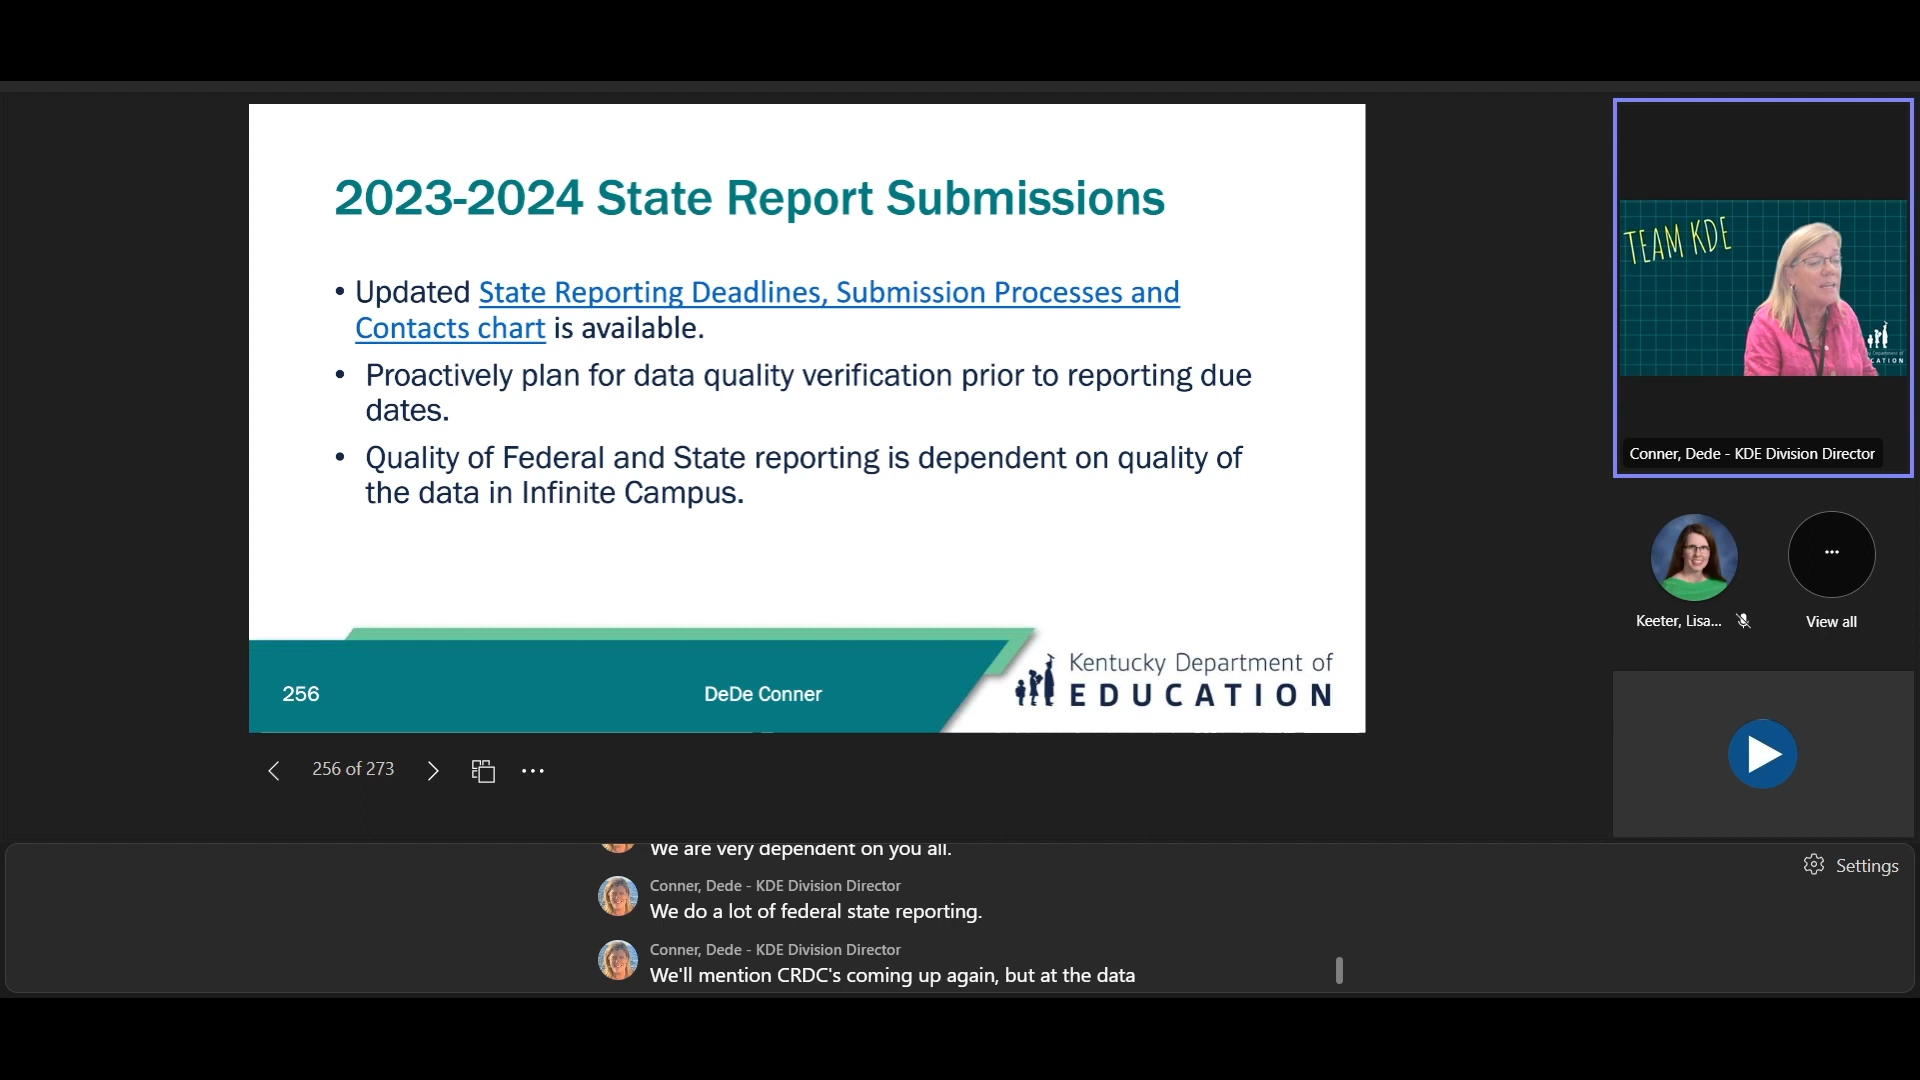 2023-2024 State Report Submissions
• Updated State Reporting Deadlines, Submission Processes and
Contacts chart is available.
• Proactively plan for data quality verification prior to reporting due
dates.
• Quality of Federal and State reporting is dependent on quality of
the data in Infinite Campus.
256
DeDe Conner
Kentucky Department of
EDUCATION
256 of 273
TEAM KDE
CATION
Conner, Dede - KDE Division Director
Keeter, Lisa...
View all
We are very dependent on you all.
Conner, Dede - KDE Division Director
We do a lot of federal state reporting.
Conner, Dede - KDE Division Director
We'll mention CRDC's coming up again, but at the data
Settings